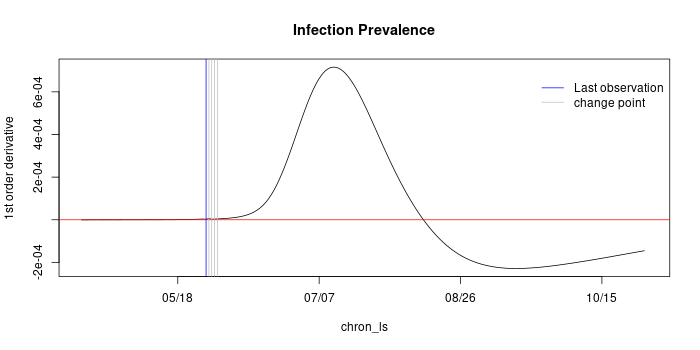 Infection Prevalence
1st order derivative
6e-04
4e-04
2e-04
-2e-04
Last observation
change point
05/18
07/07
08/26
10/15
chron_ls